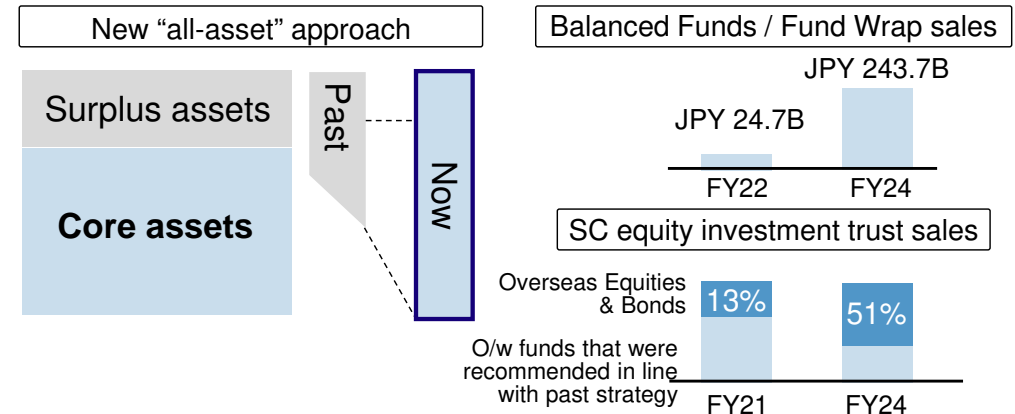 New “all-asset” approach
Surplus assets
Core assets
Past
Now
Balanced Funds / Fund Wrap sales
JPY 243.7B
JPY 24.7B
FY22
FY24
SC equity investment trust sales
Overseas Equities
& Bonds
13%
51%
O/w funds that were
recommended in line
with past strategy
FY21
FY24